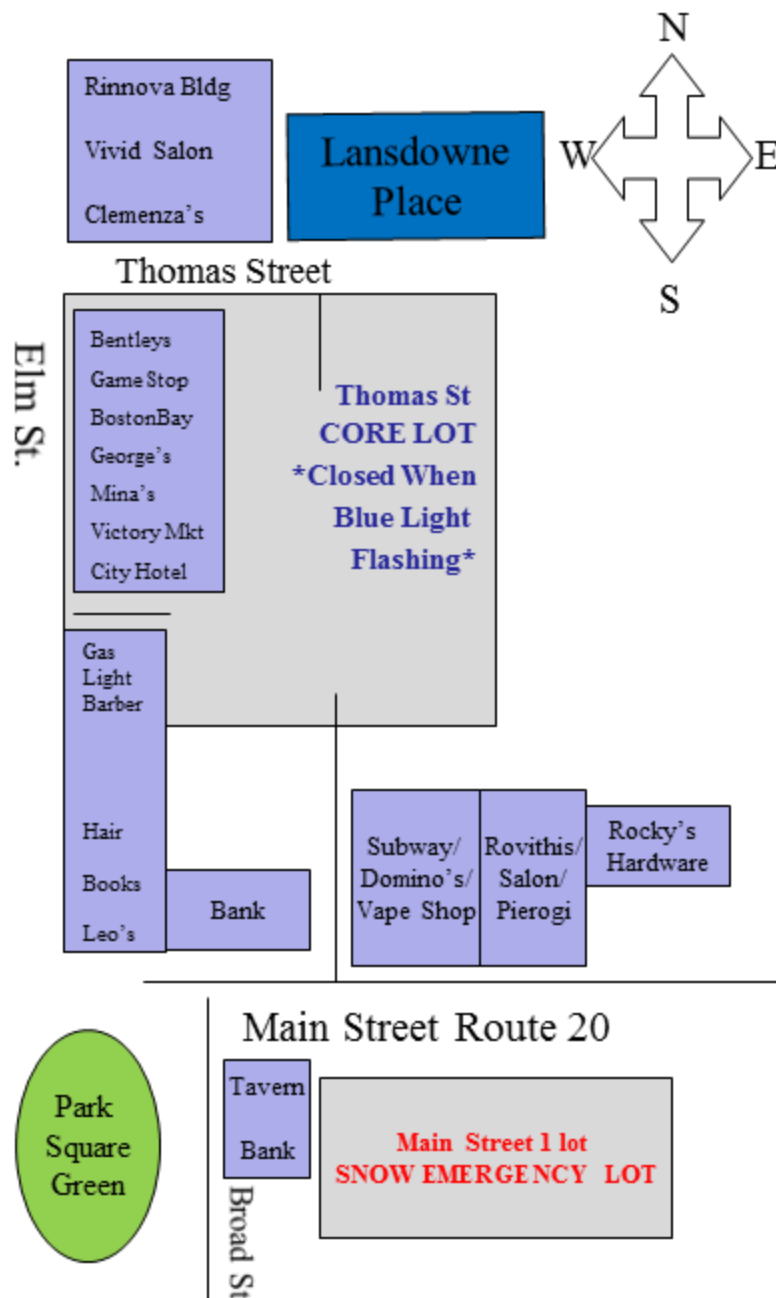 N
Rinnova Bldg
Vivid Salon
Clemenza's
Lansdowne
Place
W
E
S
Thomas Street
Elm St.
Bentleys
Game Stop
BostonBay
George's
Mina's
Victory Mkt
City Hotel
Thomas St
CORE LOT
*Closed When
Blue Light
Flashing*
Gas
Light
Barber
Hair
Books
Leo's
Bank
Subway/
Domino's/
Vape Shop
Rovithis/
Salon/
Pierogi
Rocky's
Hardware
Main Street Route 20
Park
Square
Green
Tavern
Bank
Broad St
Main Street 1 lot
SNOW EMERGENCY LOT